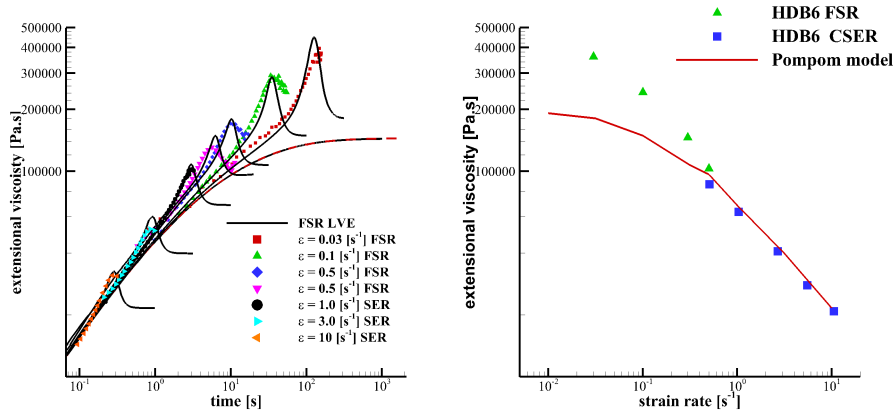 extensional viscoisty [Pa.s]
500000
400000
300000
200000
100000
10-1
100
101
102
103
time [s]
FSR LVE
ε = 0.03 [s-1] FSR
ε = 0.1 [s-1] FSR
ε = 0.5 [s-1] FSR
ε = 0.5 [s-1] FSR
ε = 1.0 [s-1] SER
ε = 3.0 [s-1] SER
ε = 10 [s-1] SER
extensional viscosity [Pa,s]
500000
400000
300000
200000
100000
10-2
10-1
100
101
strain rate [s-1]
HDB6 FSR
HDB6 CSER
Pompom model